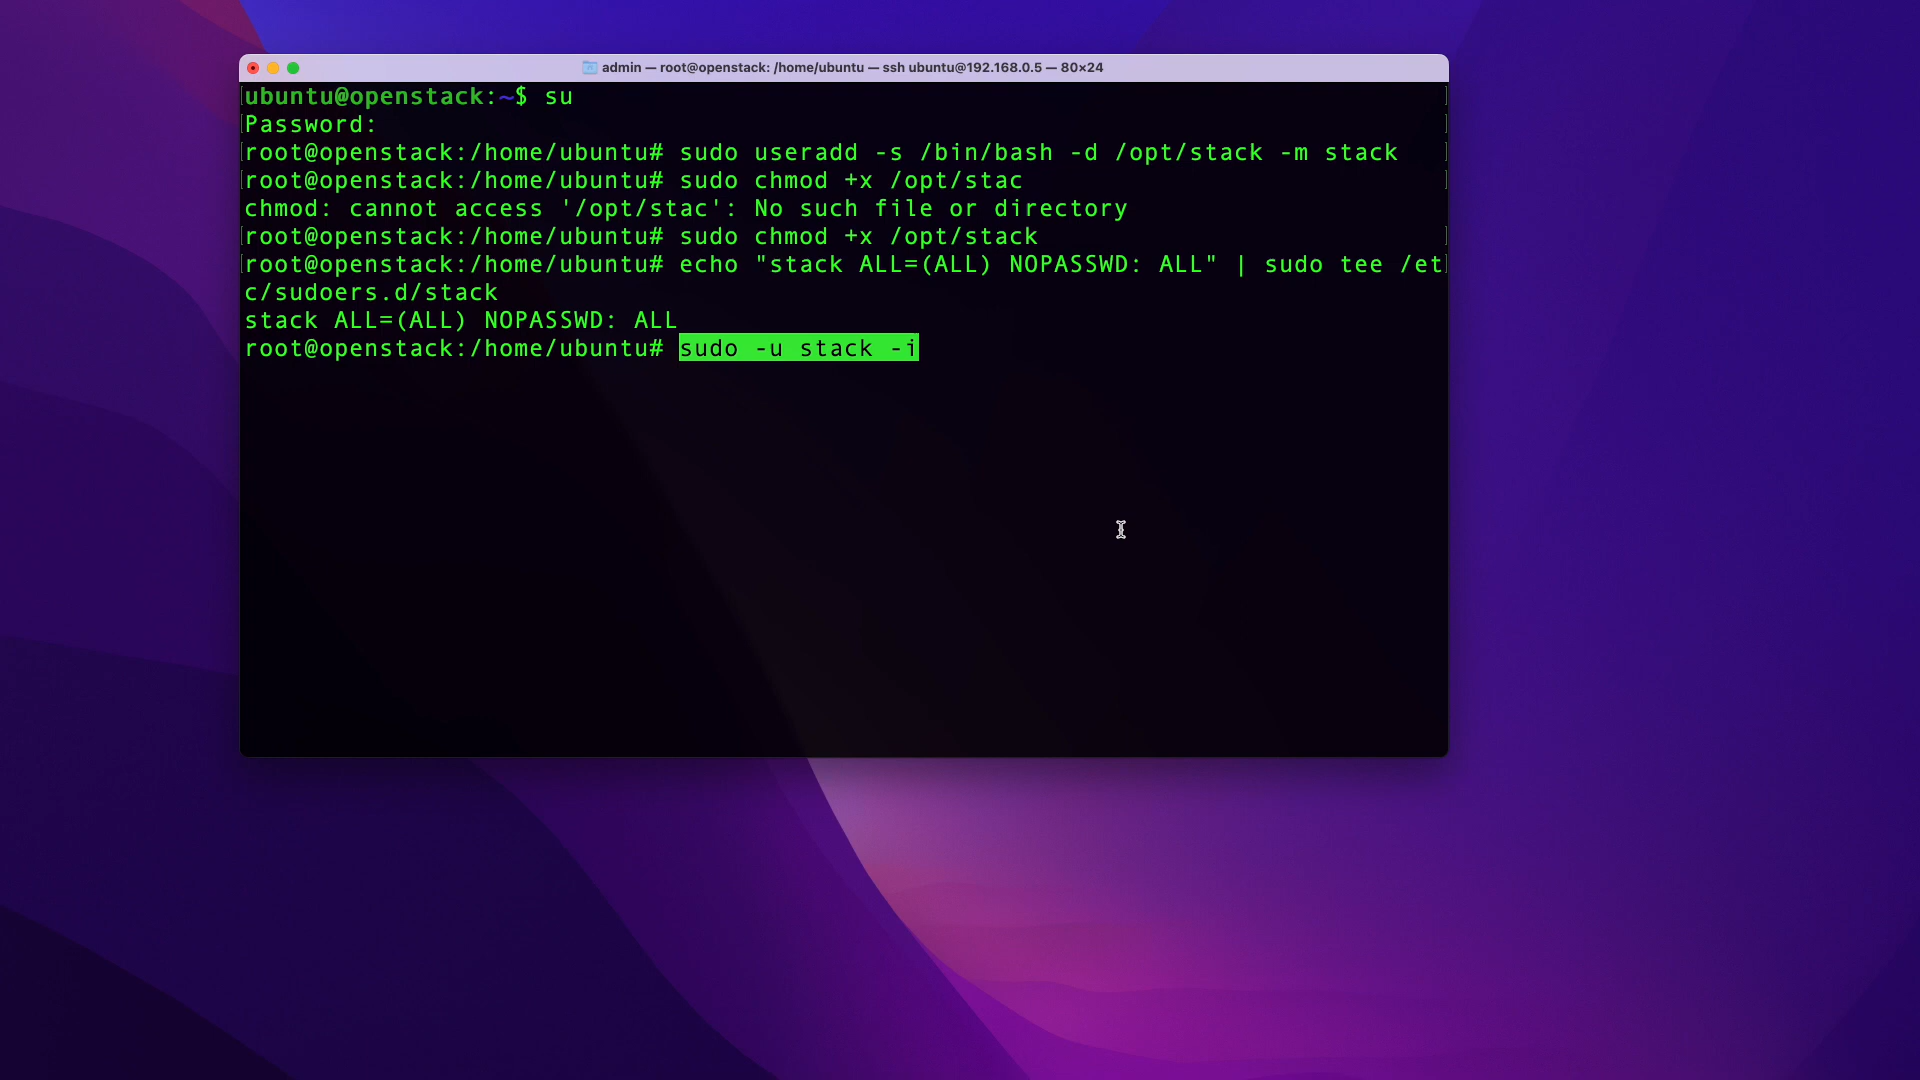 admin — root@openstack: /home/ubuntu — ssh ubuntu@192.168.0.5 — 80×24
ubuntu@openstack:~$ su
Password:
root@openstack:/home/ubuntu# sudo useradd -s /bin/bash -d /opt/stack -m stack
root@openstack:/home/ubuntu# sudo chmod +x /opt/stac
chmod: cannot access '/opt/stac': No such file or directory
root@openstack:/home/ubuntu# sudo chmod +x /opt/stack
root@openstack:/home/ubuntu# echo "stack ALL=(ALL) NOPASSWD: ALL" | sudo tee /et
c/sudoers.d/stack
stack ALL=(ALL) NOPASSWD: ALL
root@openstack:/home/ubuntu# sudo -u stack -i